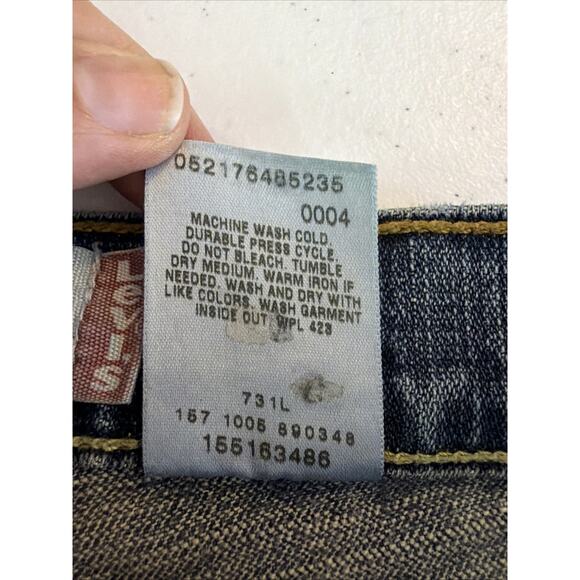 052176485235
0004
MACHINE WASH COLD,
DURABLE PRESS CYCLE.
DO NOT BLEACH. TUMBLE
DRY MEDIUM. WARM IRON IF
NEEDED. WASH AND DRY WITH
LIKE COLORS. WASH GARMENT
INSIDE OUT WPL 423
731L
157 1005 890348
155163486
LEVI'S